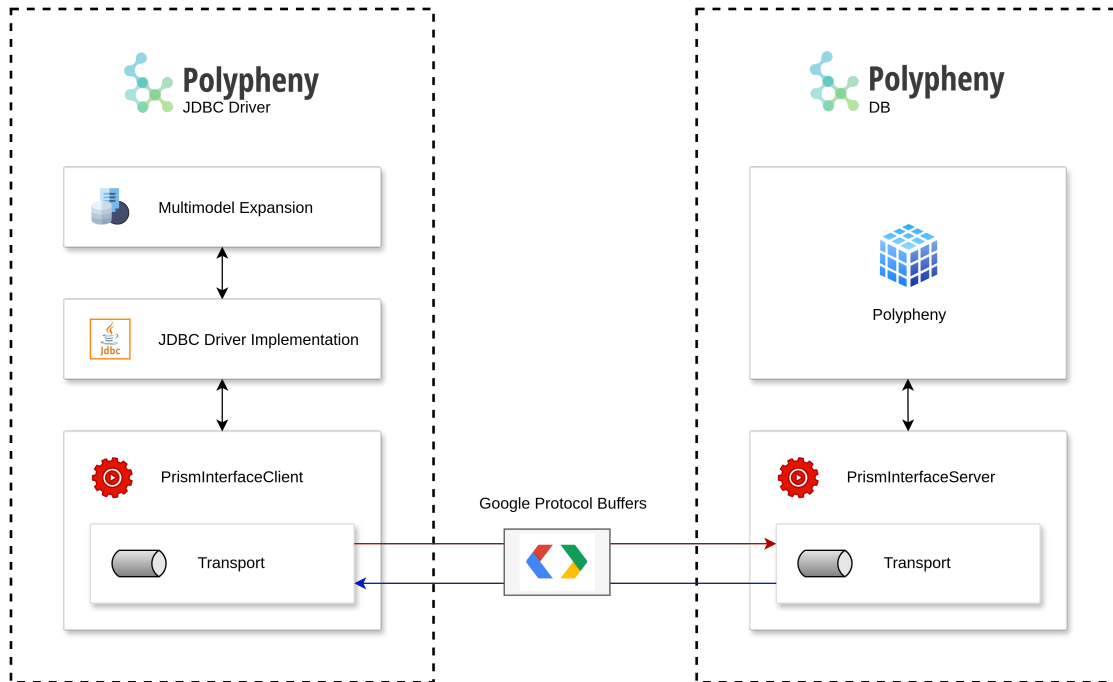 Polypheny
JDBC Driver
Multimodel Expansion
Jdbc
JDBC Driver Implementation
PrismInterfaceClient
Transport
Google Protocol Buffers
Polypheny
DB
Polypheny
PrismInterfaceServer
Transport